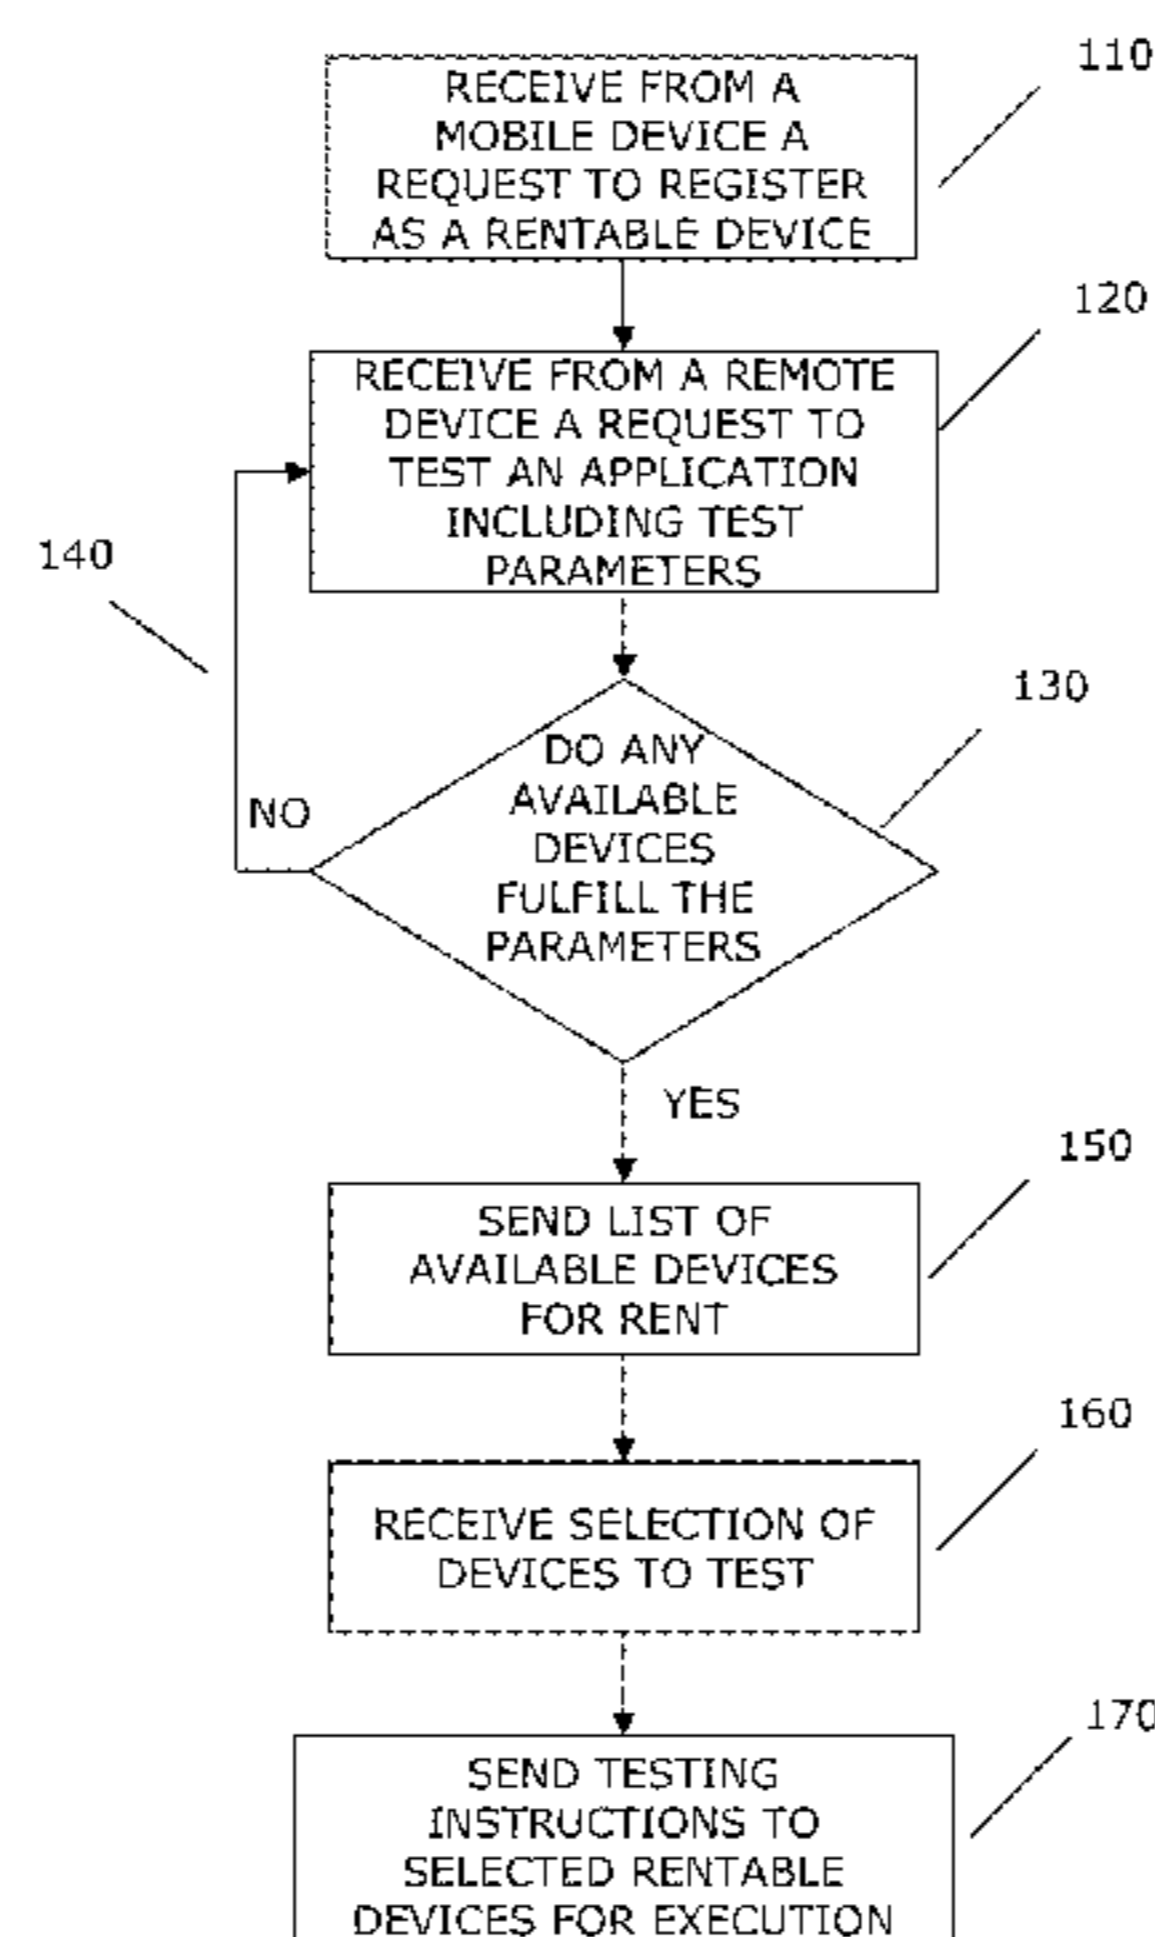 110
RECEIVE FROM A
MOBILE DEVICE A
REQUEST TO REGISTER
AS A RENTABLE DEVICE
120
RECEIVE FROM A REMOTE
DEVICE A REQUEST TO
TEST AN APPLICATION
INCLUDING TEST
PARAMETERS
140
130
DO ANY
AVAILABLE
DEVICES
FULFILL THE
PARAMETERS
NO
YES
150
SEND LIST OF
AVAILABLE DEVICES
FOR RENT
160
RECEIVE SELECTION OF
DEVICES TO TEST
170
SEND TESTING
INSTRUCTIONS TO
SELECTED RENTABLE
DEVICES FOR EXECUTION